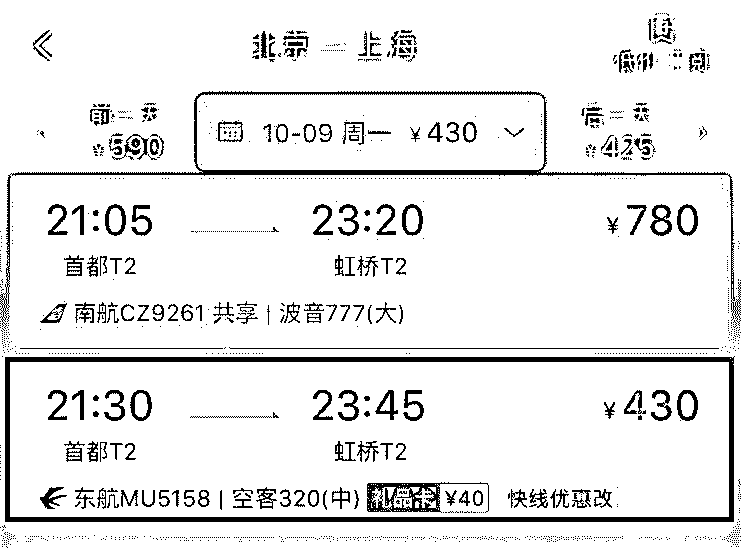 北京 — 上海
低价订阅
前一天 ¥590
10-09 周一 ¥430
后一天 ¥425
21:05 23:20 ¥780
首都T2 虹桥T2
南航CZ9261 共享 | 波音777(大)
21:30 23:45 ¥430
首都T2 虹桥T2
东航MU5158 | 空客320(中) 礼品卡 ¥40 快线优惠改